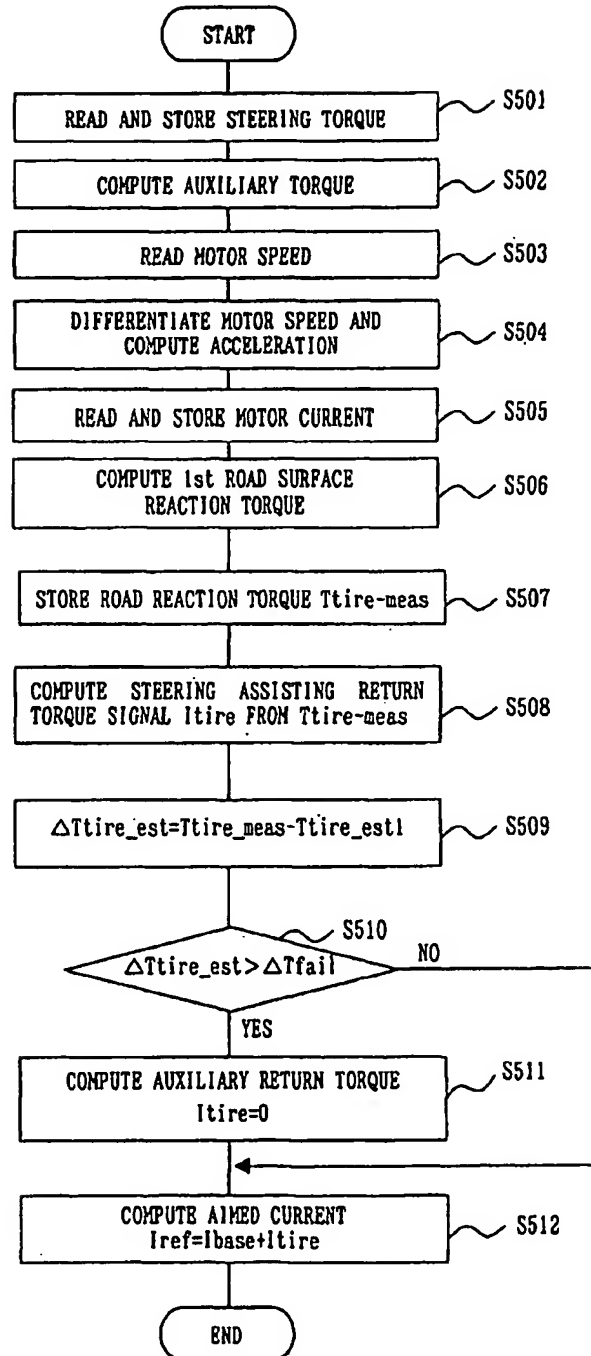 START
READ AND STORE STEERING TORQUE
S501
COMPUTE AUXILIARY TORQUE
S502
READ MOTOR SPEED
S503
DIFFERENTIATE MOTOR SPEED AND
COMPUTE ACCELERATION
S504
READ AND STORE MOTOR CURRENT
S505
COMPUTE 1st ROAD SURFACE
REACTION TORQUE
S506
STORE ROAD REACTION TORQUE Ttire-meas
S507
COMPUTE STEERING ASSISTING RETURN
TORQUE SIGNAL Itire FROM Ttire-meas
S508
△Ttire_est=Ttire_meas-Ttire_est1
S509
S510
△Ttire_est>△Tfail
NO
YES
COMPUTE AUXILIARY RETURN TORQUE
Itire=0
S511
COMPUTE AIMED CURRENT
Iref=Ibase+Itire
S512
END